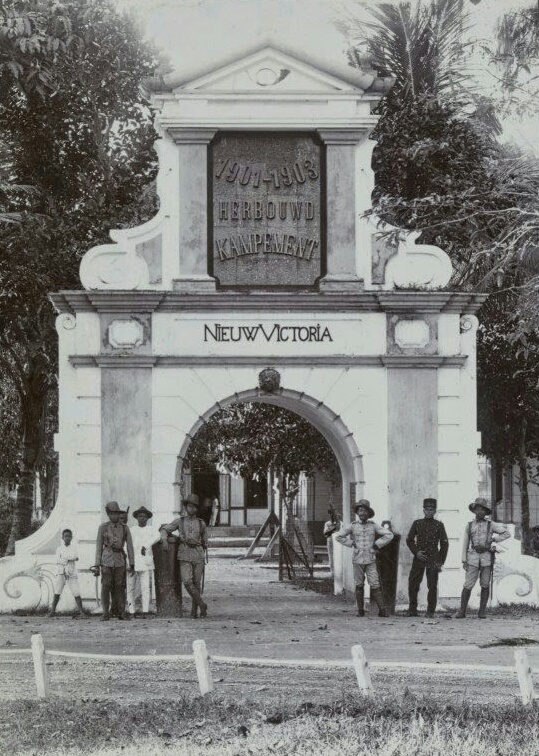 1901-1903
HERBOUWD
KAMPEMENT
NIEUW VICTORIA